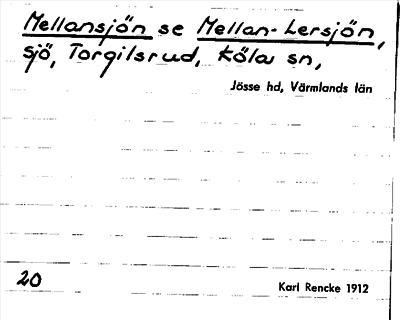 Mellansjön se Mellan-Lersjön,
sjö, Torgilsrud, Köla sn,
Jösse hd, Värmlands län
20
Karl Rencke 1912